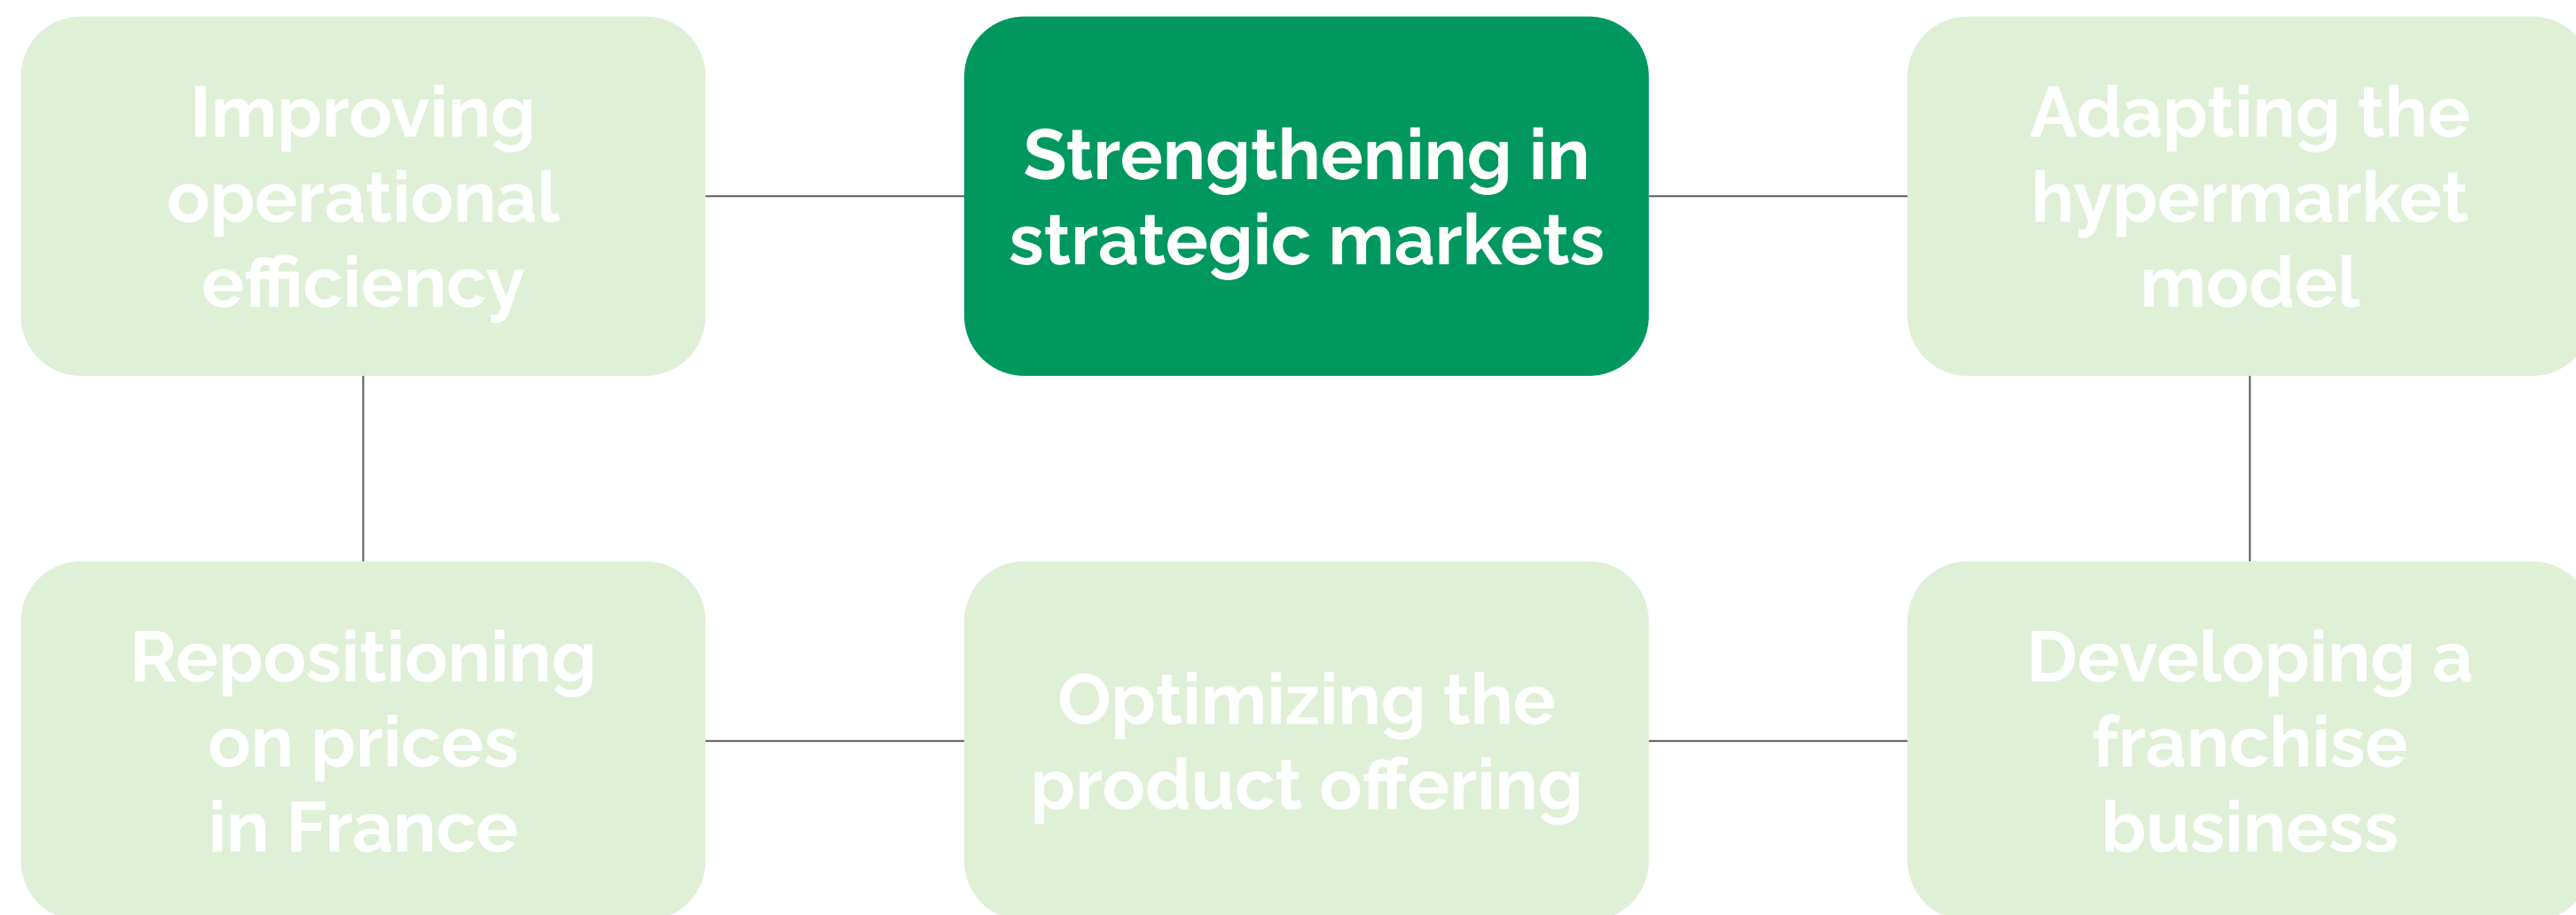 Improving
operational
efficiency
Strengthening in
strategic markets
Adapting the
hypermarket
model
Repositioning
on prices
in France
Optimizing the
product offering
Developing a
franchise
business